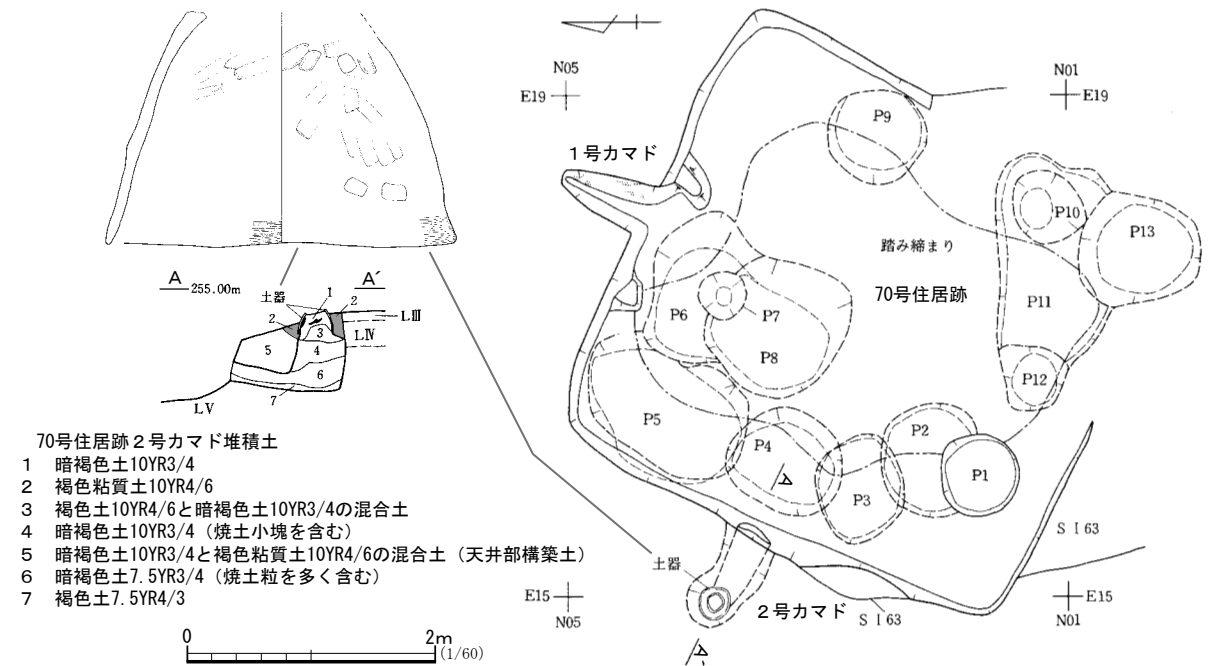 A 255.00m A´
土器
1
2
2
3
4
5
6
7
LⅢ
LⅣ
LⅤ
70号住居跡2号カマド堆積土
1 暗褐色土10YR3/4
2 褐色粘質土10YR4/6
3 褐色土10YR4/6と暗褐色土10YR3/4の混合土
4 暗褐色土10YR3/4（焼土小塊を含む）
5 暗褐色土10YR3/4と褐色粘質土10YR4/6の混合土（天井部構築土）
6 暗褐色土7.5YR3/4（焼土粒を多く含む）
7 褐色土7.5YR4/3
0 2m
(1/60)
N05
E19
N01
E19
1号カマド
P9
P10
P13
踏み締まり
70号住居跡
P11
P6
P7
P8
P12
P5
P4
P2
P1
P3
A
SI63
土器
E15
N05
2号カマド
SI63
E15
N01
A´